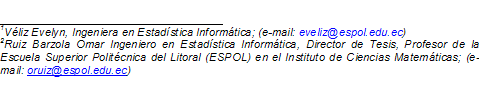 ¹Véliz Evelyn, Ingeniera en Estadística Informática; (e-mail: eveliz@espol.edu.ec)
²Ruiz Barzola Omar Ingeniero en Estadística Informática, Director de Tesis, Profesor de la
Escuela Superior Politécnica del Litoral (ESPOL) en el Instituto de Ciencias Matemáticas; (e-
mail: oruiz@espol.edu.ec)